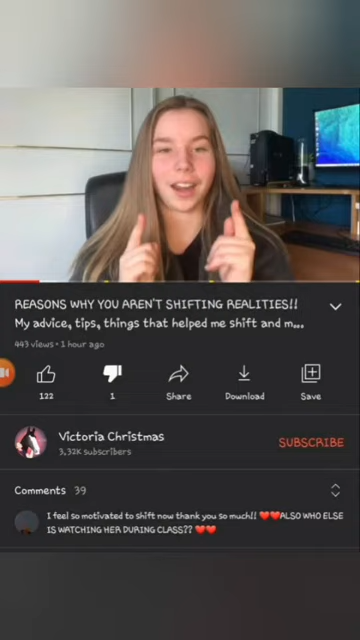 REASONS WHY YOU AREN'T SHIFTING REALITIES!!
My advice, tips, things that helped me shift and m...
443 views • 1 hour ago
122
1
Share
Download
Save
Victoria Christmas
3,32K subscribers
SUBSCRIBE
Comments 39
I feel so motivated to shift now thank you so much!! ❤️❤️ALSO WHO ELSE
IS WATCHING HER DURING CLASS?? ❤️❤️